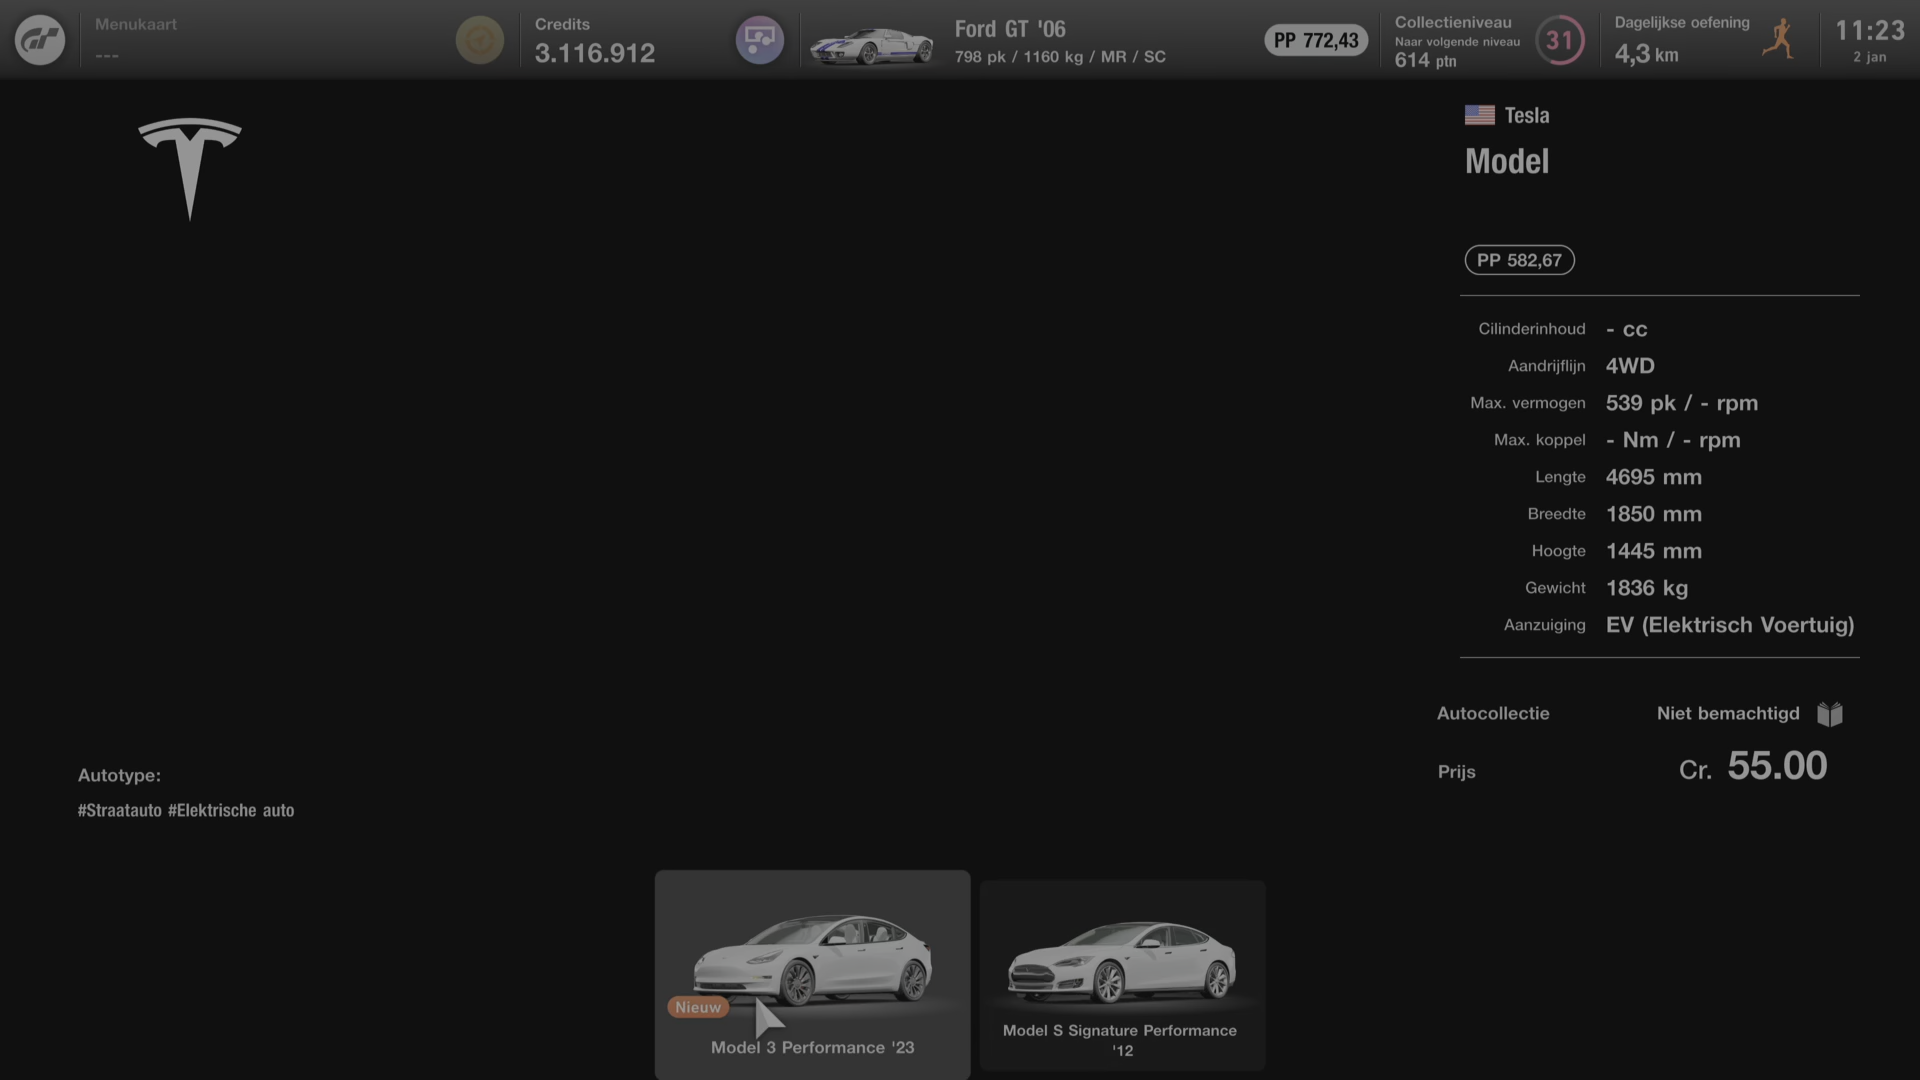 Menukaart
---
Credits
3.116.912
Ford GT '06
798 pk / 1160 kg / MR / SC
PP 772,43
Collectieniveau
Naar volgende niveau
614 ptn
31
Dagelijkse oefening
4,3 km
11:23
2 jan
Tesla
Model
PP 582,67
Cilinderinhoud - cc
Aandrijflijn 4WD
Max. vermogen 539 pk / - rpm
Max. koppel - Nm / - rpm
Lengte 4695 mm
Breedte 1850 mm
Hoogte 1445 mm
Gewicht 1836 kg
Aanzuiging EV (Elektrisch Voertuig)
Autocollectie Niet bemachtigd
Prijs Cr. 55.00
Autotype:
#Straatauto #Elektrische auto
Nieuw
Model 3 Performance '23
Model S Signature Performance
'12